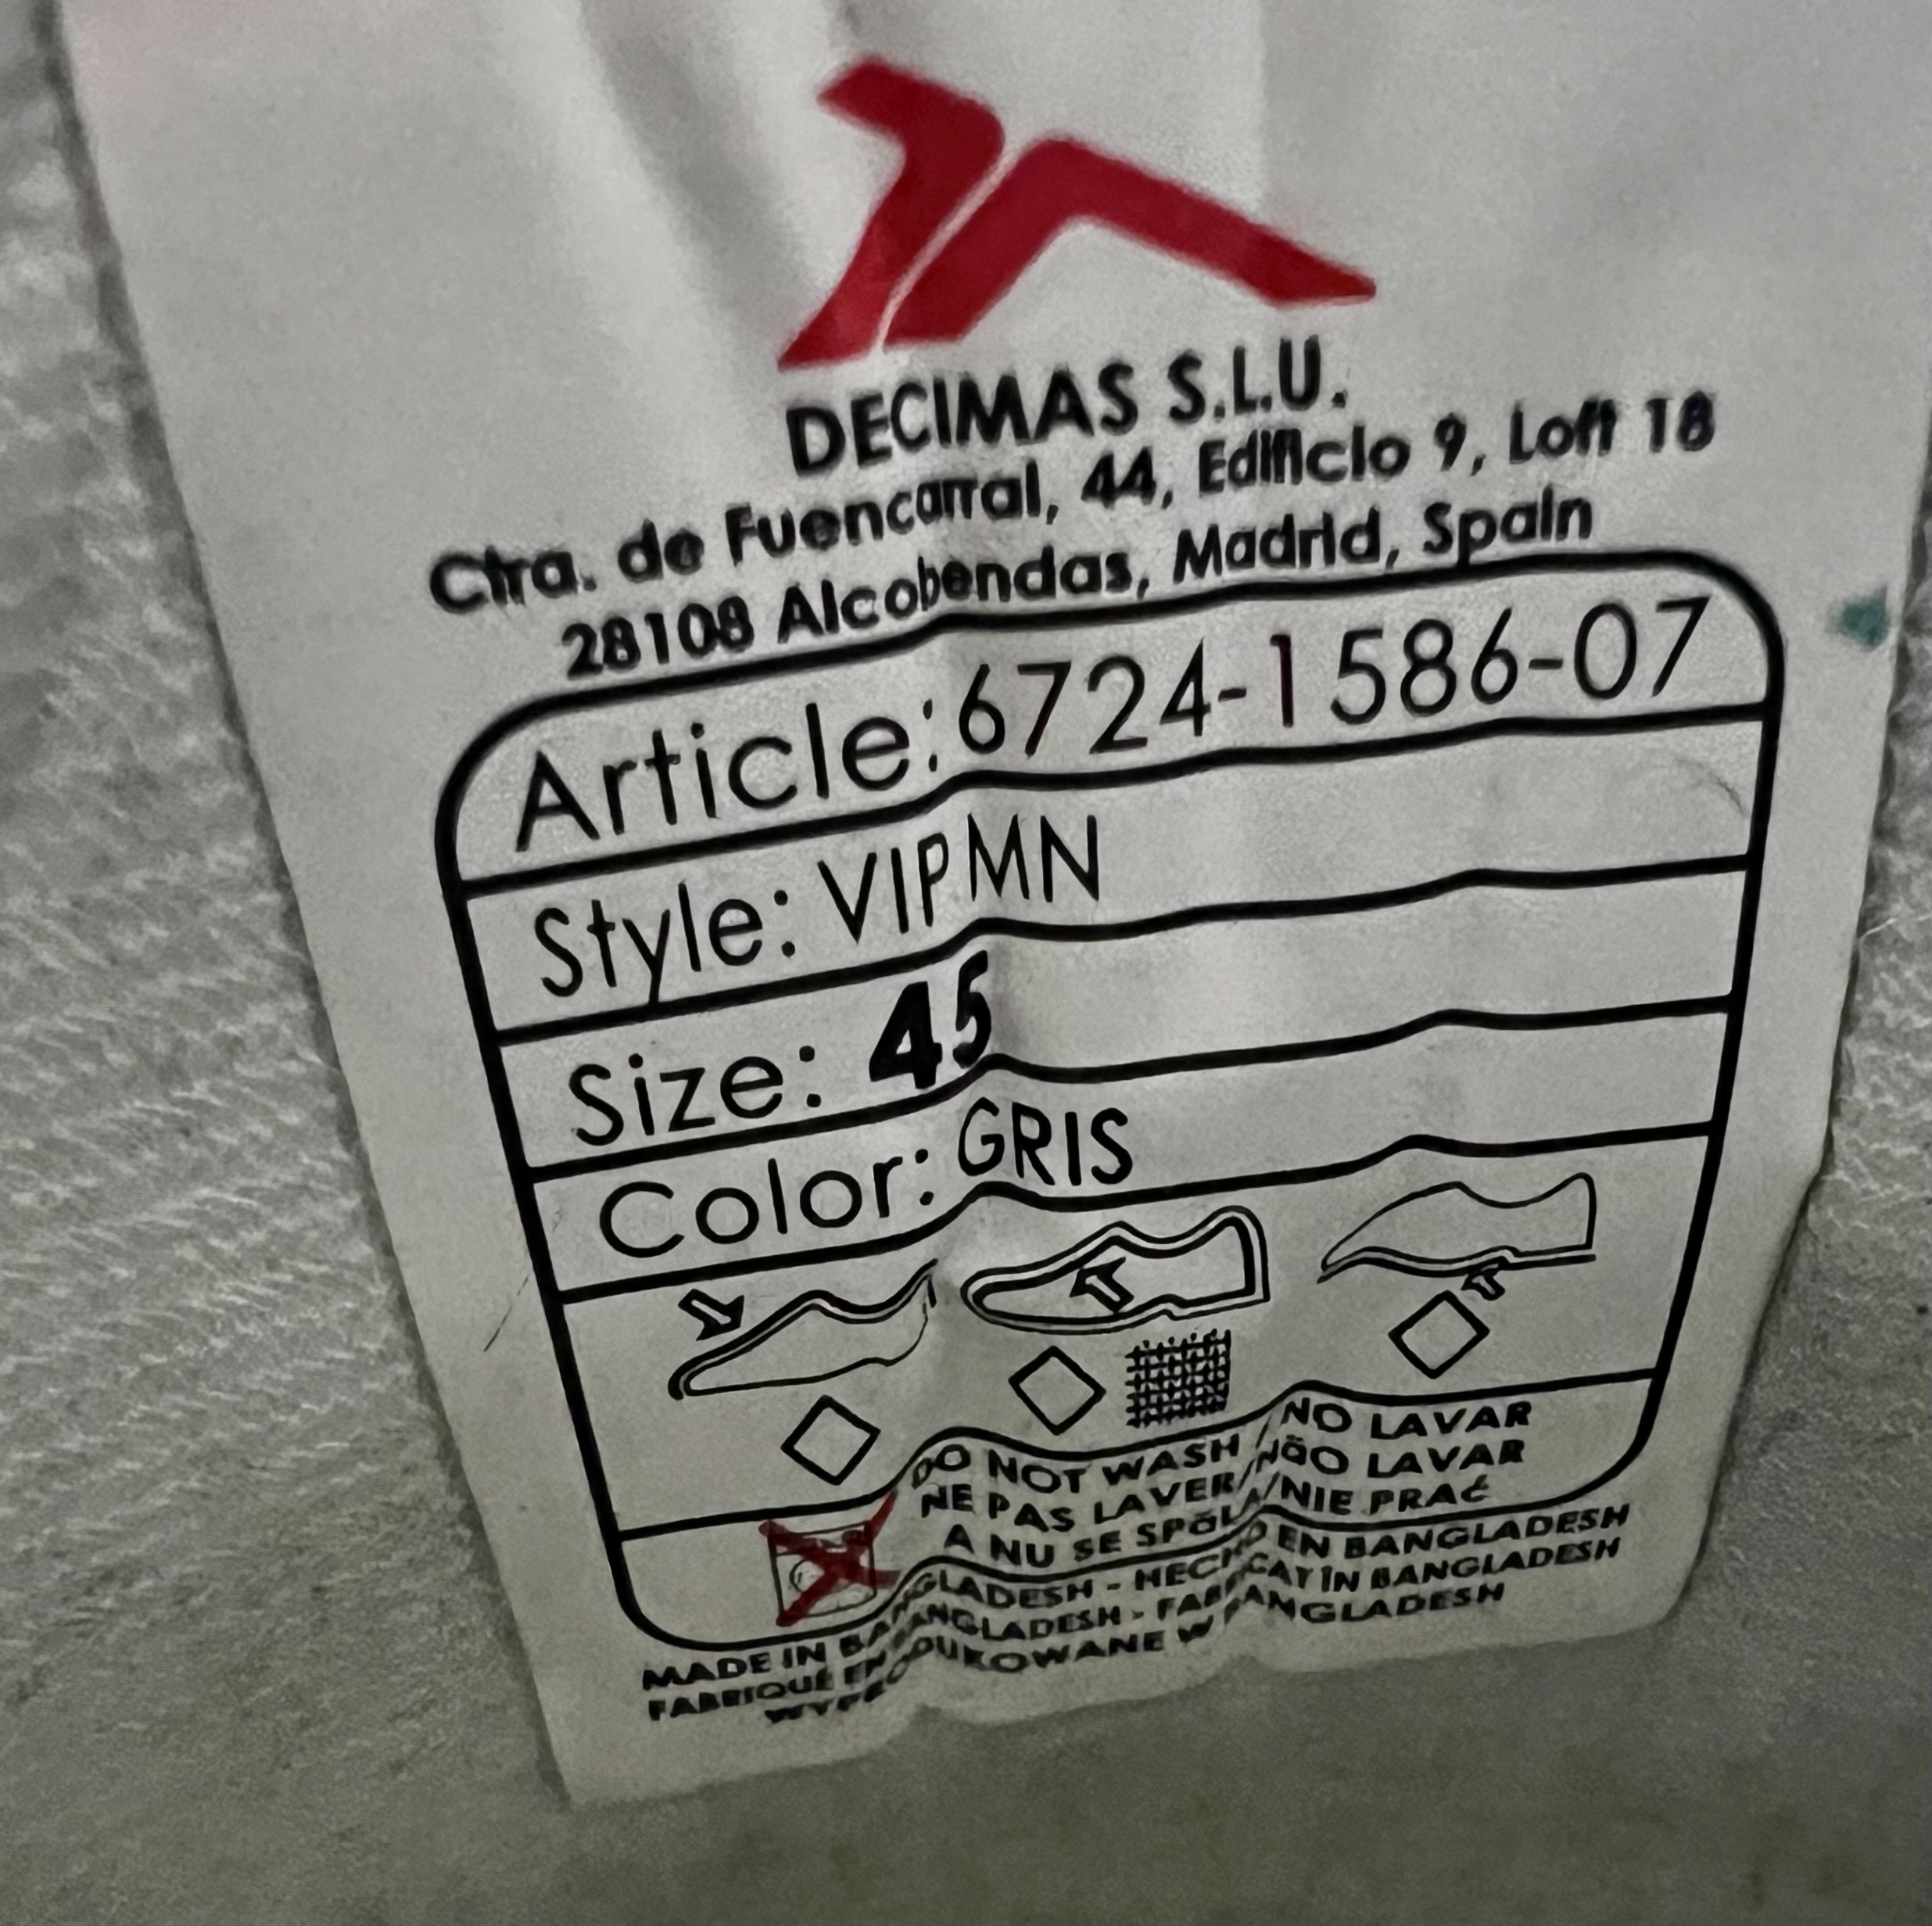 DECIMAS S.L.U.
Ctra. de Fuencarral, 44, Edificio 9, Loft 18
28108 Alcobendas, Madrid, Spain
Article: 6724-1586-07
Style: VIPMN
Size: 45
Color: GRIS
DO NOT WASH / NO LAVAR
NE PAS LAVER/NÃO LAVAR
A NU SE SPĂLA/NIE PRAĆ
MADE IN BANGLADESH - HECHO EN BANGLADESH
FABRIQUÉ EN BANGLADESH - FABRICAT ÎN BANGLADESH
WYPRODUKOWANE W BANGLADESH